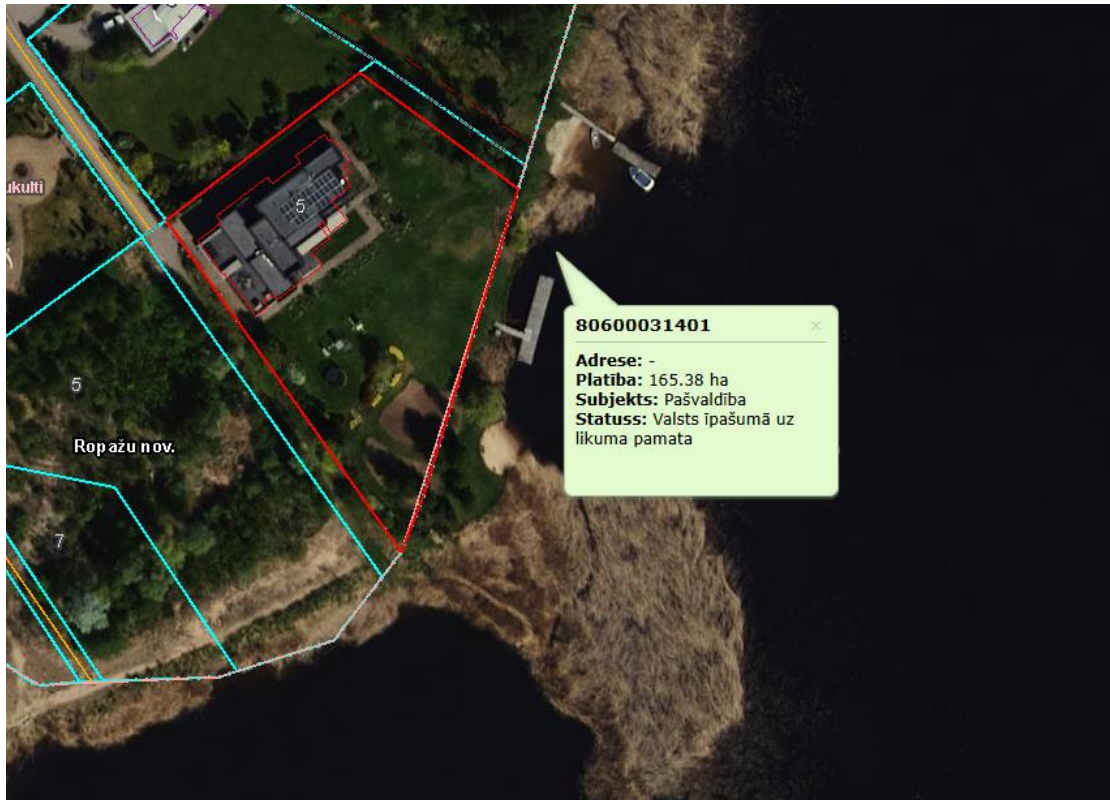 5
ukulti
80600031401
Adrese: -
Platība: 165.38 ha
Subjekts: Pašvaldība
Statuss: Valsts īpašumā uz
likuma pamata
5
Ropažu nov.
7